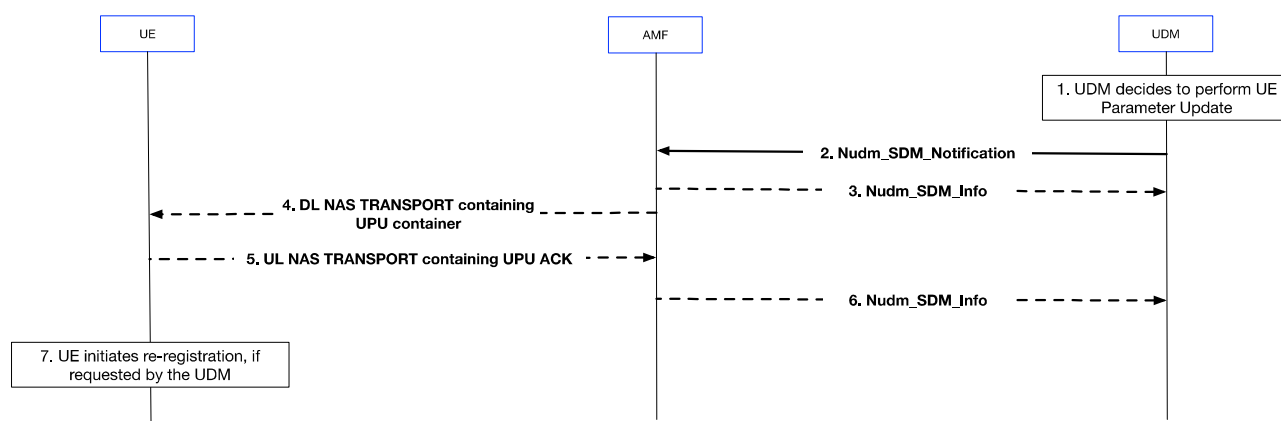 UE
AMF
UDM
1. UDM decides to perform UE
Parameter Update
2. Nudm_SDM_Notification
3. Nudm_SDM_Info
4. DL NAS TRANSPORT containing
UPU container
5. UL NAS TRANSPORT containing UPU ACK
6. Nudm_SDM_Info
7. UE initiates re-registration, if
requested by the UDM